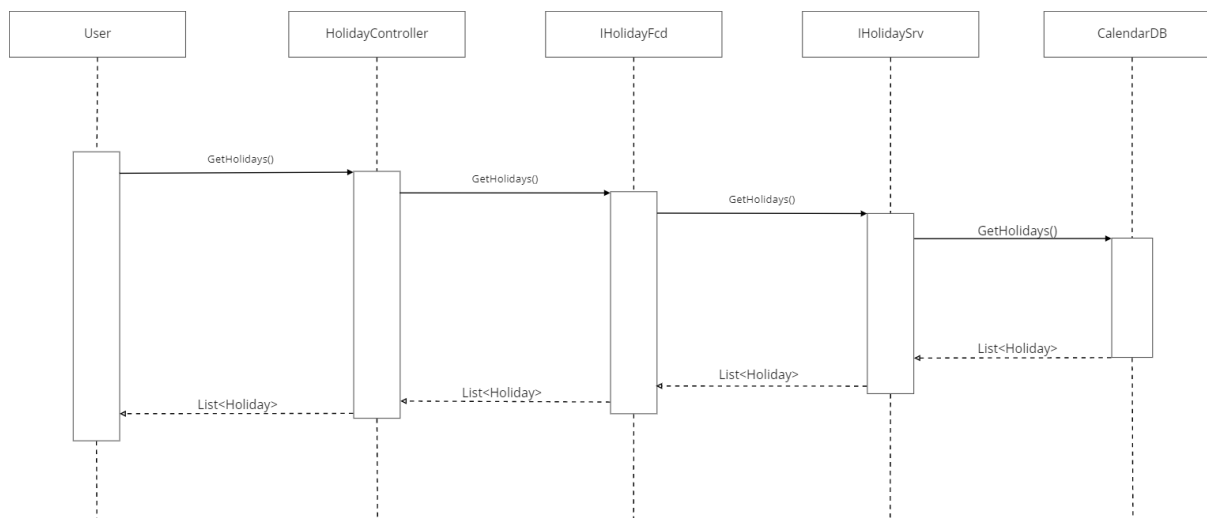 User
HolidayController
IHolidayFcd
IHolidaySrv
CalendarDB
GetHolidays()
GetHolidays()
GetHolidays()
GetHolidays()
List<Holiday>
List<Holiday>
List<Holiday>
List<Holiday>